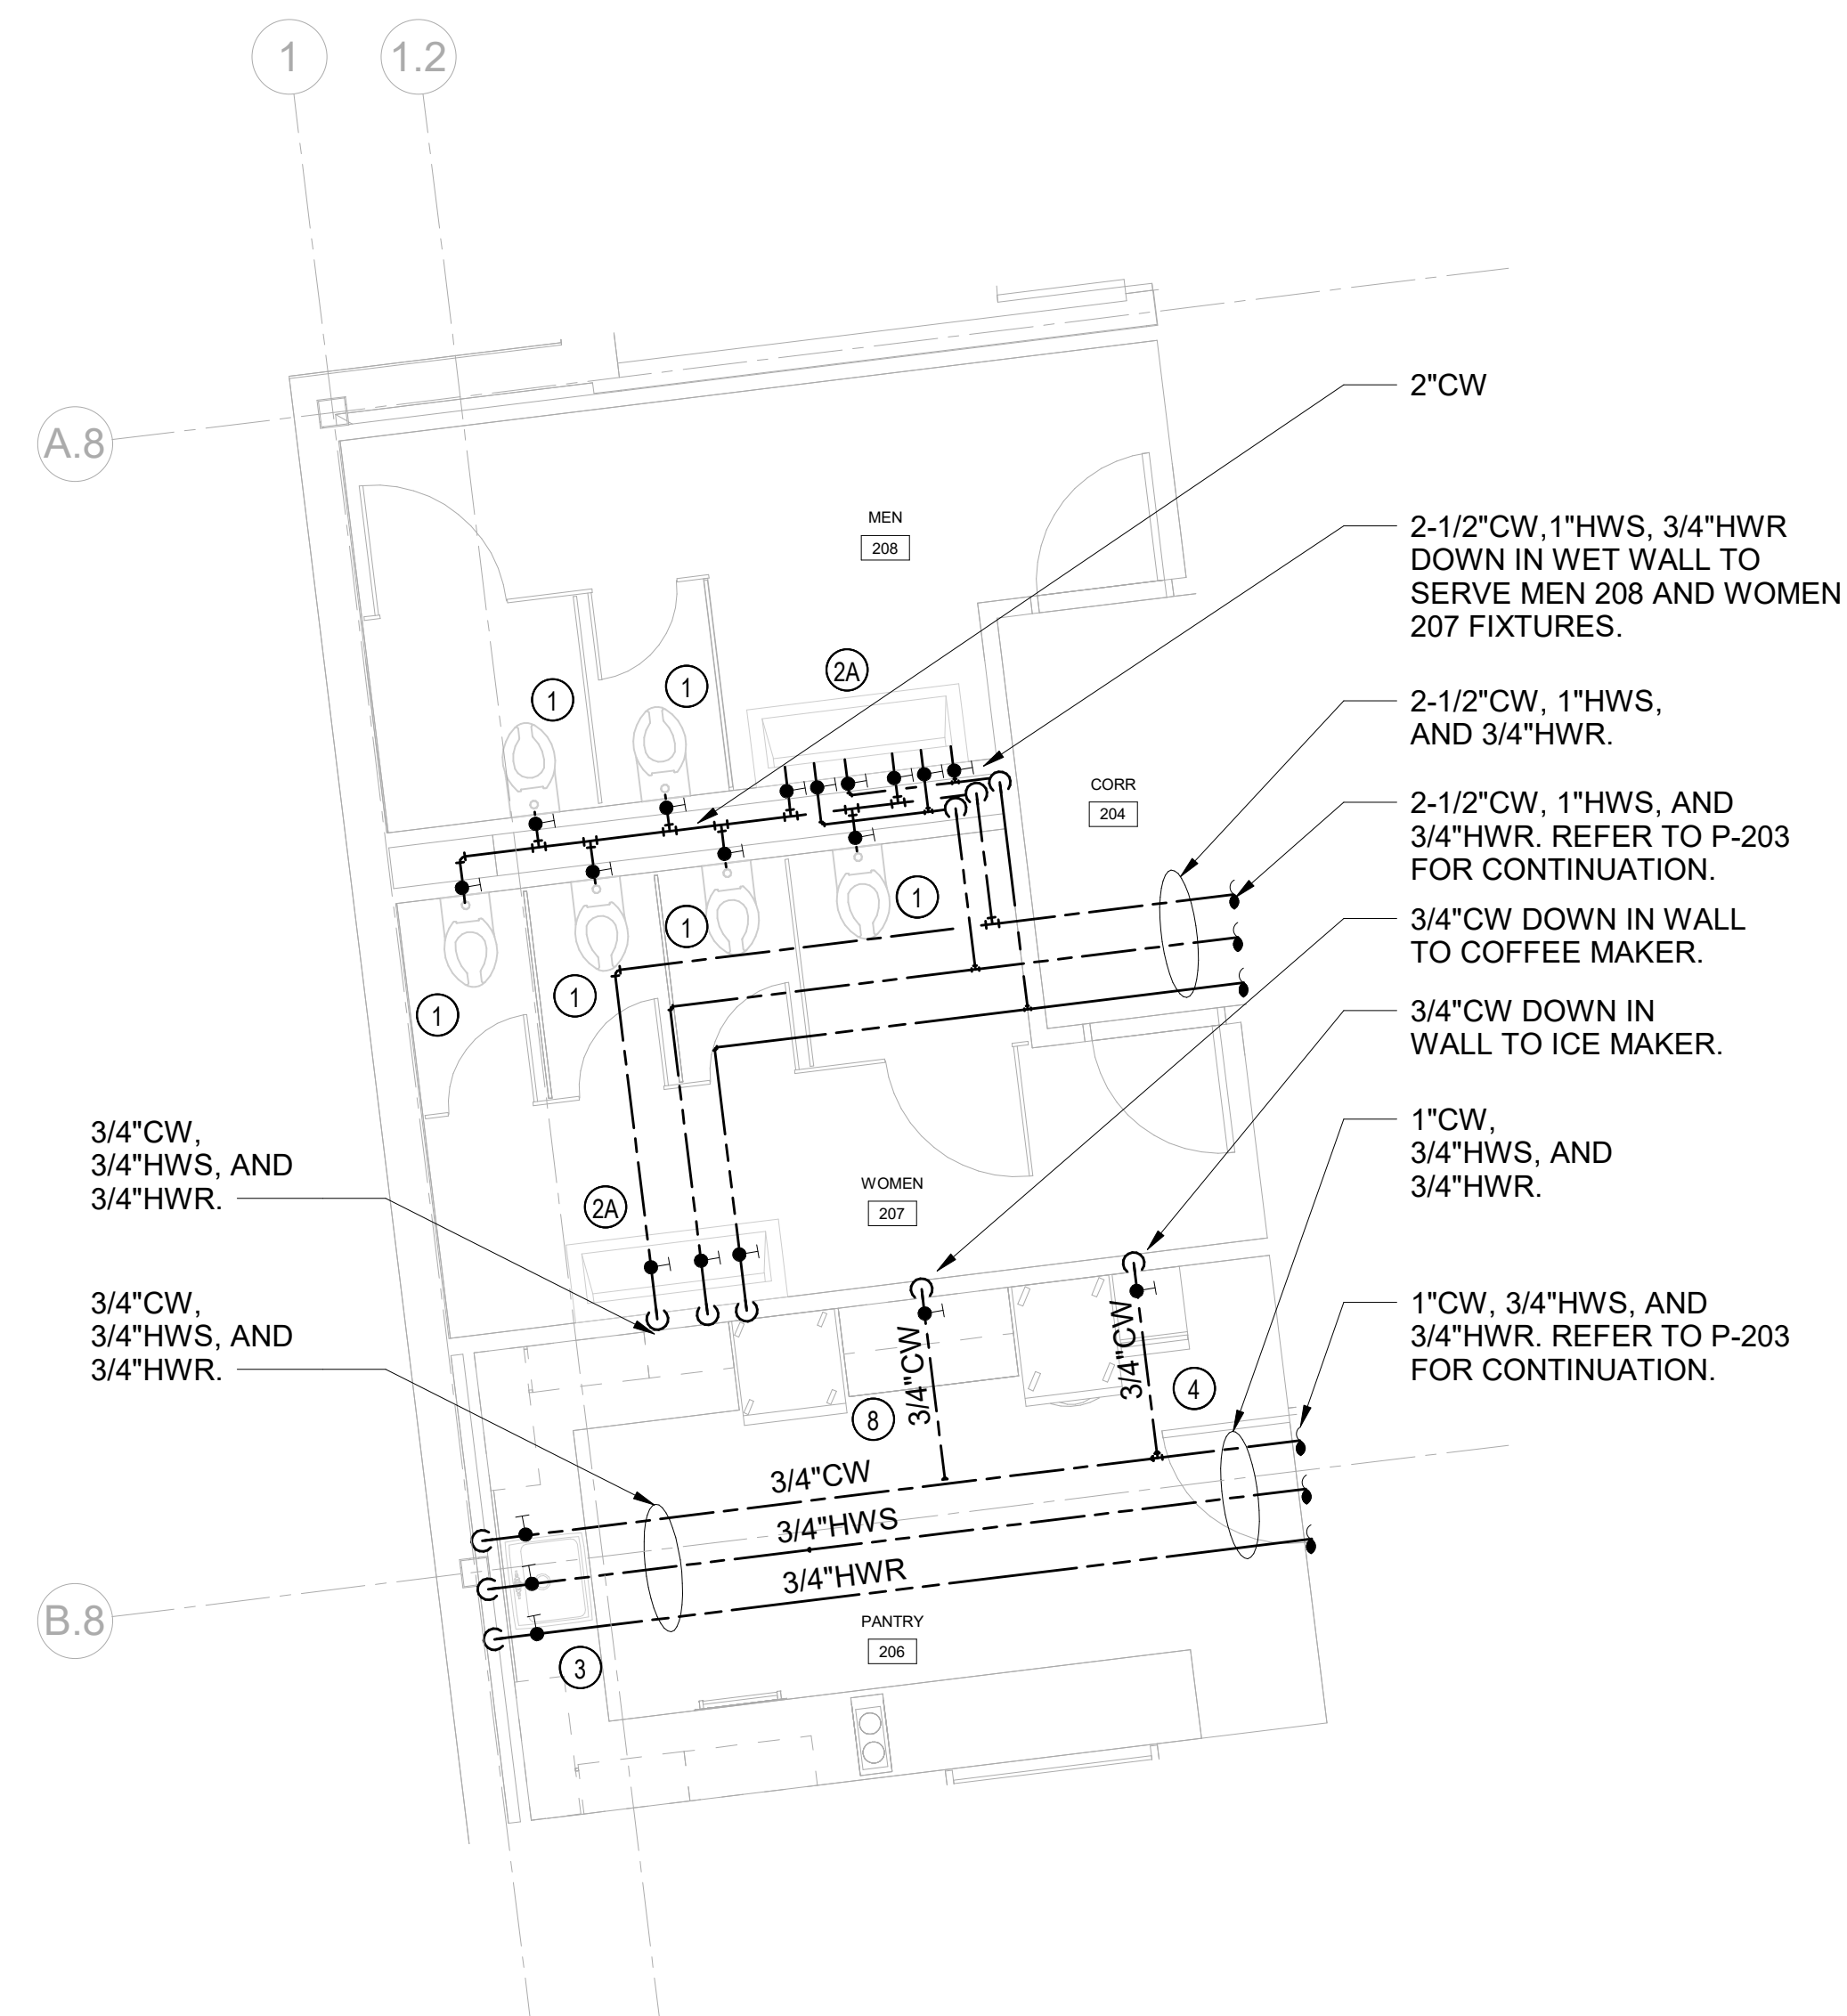 1
1.2
A.8
2"CW
MEN
208
2-1/2"CW,1"HWS, 3/4"HWR
DOWN IN WET WALL TO
SERVE MEN 208 AND WOMEN
207 FIXTURES.
1
1
2A
2-1/2"CW, 1"HWS,
AND 3/4"HWR.
CORR
204
2-1/2"CW, 1"HWS, AND
3/4"HWR. REFER TO P-203
FOR CONTINUATION.
1
1
1
1
3/4"CW DOWN IN WALL
TO COFFEE MAKER.
3/4"CW DOWN IN
WALL TO ICE MAKER.
3/4"CW,
3/4"HWS, AND
3/4"HWR.
2A
WOMEN
207
1"CW,
3/4"HWS, AND
3/4"HWR.
3/4"CW,
3/4"HWS, AND
3/4"HWR.
3/4"CW
3/4"CW
8
4
1"CW, 3/4"HWS, AND
3/4"HWR. REFER TO P-203
FOR CONTINUATION.
3/4"CW
3/4"HWS
3/4"HWR
B.8
PANTRY
206
3